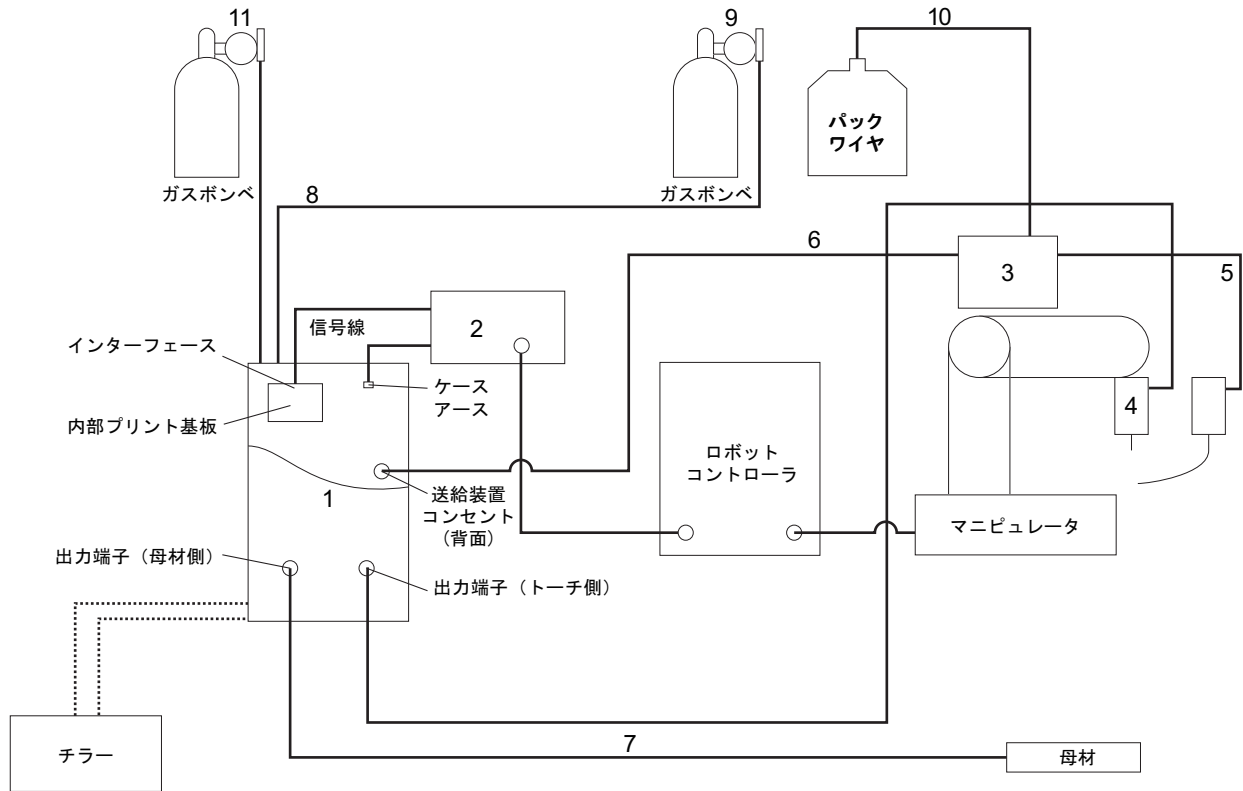 11
9
10
パック
ワイヤ
ガスボンベ
ガスボンベ
8
6
3
5
2
信号線
インターフェース
ケース
アース
内部プリント基板
4
ロボット
コントローラ
1
送給装置
コンセント
(背面)
マニピュレータ
出力端子(母材側)
出力端子(トーチ側)
7
チラー
母材